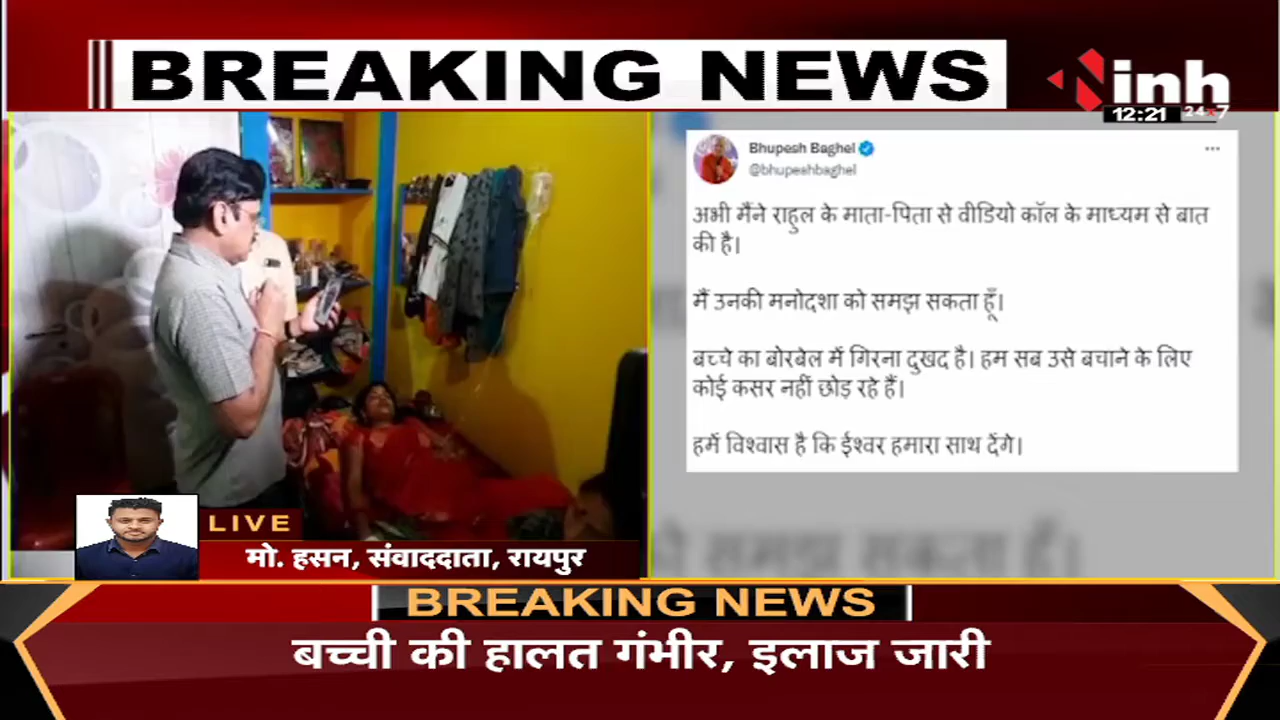 BREAKING NEWS
inh
12:21
24x7
Bhupesh Baghel
@bhupeshbaghel
अभी मैंने राहुल के माता-पिता से वीडियो कॉल के माध्यम से बात
की है।
मैं उनकी मनोदशा को समझ सकता हूँ।
बच्चे का बोरबेल में गिरना दुखद है। हम सब उसे बचाने के लिए
कोई कसर नहीं छोड़ रहे हैं।
हमें विश्वास है कि ईश्वर हमारा साथ देंगे।
LIVE
मो. हसन, संवाददाता, रायपुर
BREAKING NEWS
बच्ची की हालत गंभीर, इलाज जारी